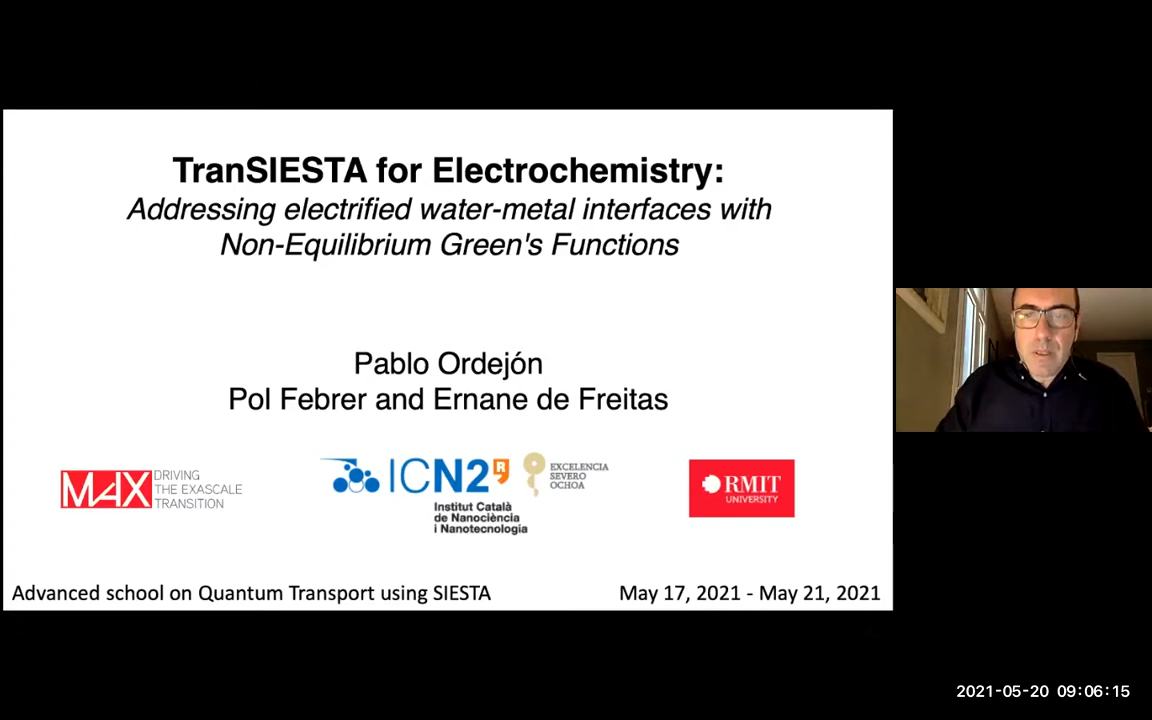 TranSIESTA for Electrochemistry:
Addressing electrified water-metal interfaces with
Non-Equilibrium Green's Functions
Pablo Ordejón
Pol Febrer and Ernane de Freitas
MAX
DRIVING
THE EXASCALE
TRANSITION
ICN2
R
Institut Català
de Nanociència
i Nanotecnologia
EXCELENCIA
SEVERO
OCHOA
RMIT
UNIVERSITY
Advanced school on Quantum Transport using SIESTA
May 17, 2021 - May 21, 2021
2021-05-20 09:06:15